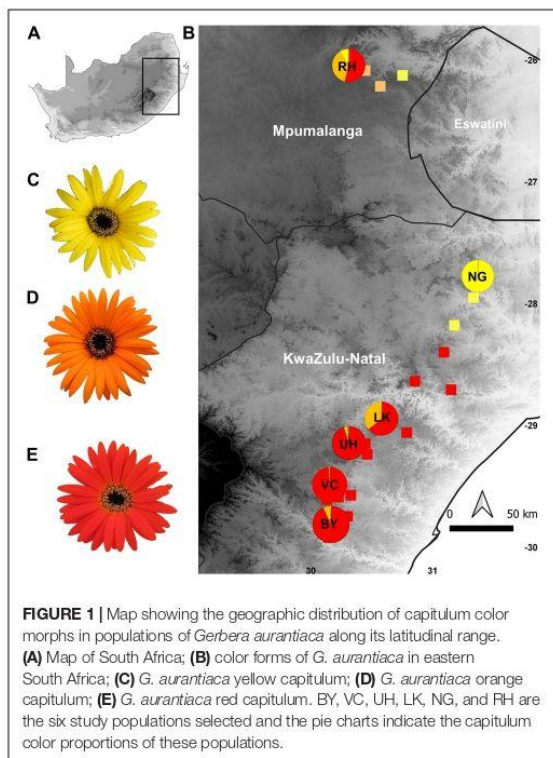 A
B
RH
-26
Mpumalanga
Eswatini
-27
C
NG
-28
D
KwaZulu-Natal
LK
-29
UH
E
VC
BY
0 50 km
-30
30 31
FIGURE 1 | Map showing the geographic distribution of capitulum color
morphs in populations of Gerbera aurantiaca along its latitudinal range.
(A) Map of South Africa; (B) color forms of G. aurantiaca in eastern
South Africa; (C) G. aurantiaca yellow capitulum; (D) G. aurantiaca orange
capitulum; (E) G. aurantiaca red capitulum. BY, VC, UH, LK, NG, and RH are
the six study populations selected and the pie charts indicate the capitulum
color proportions of these populations.